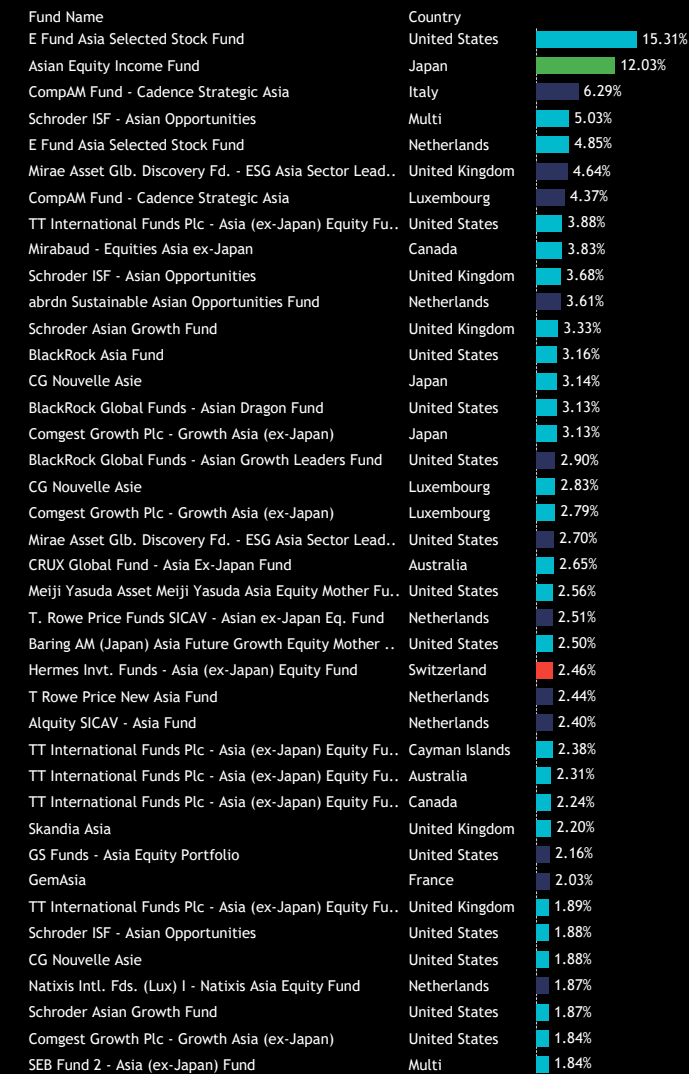 Fund Name Country
E Fund Asia Selected Stock Fund United States 15.31%
Asian Equity Income Fund Japan 12.03%
CompAM Fund - Cadence Strategic Asia Italy 6.29%
Schroder ISF - Asian Opportunities Multi 5.03%
E Fund Asia Selected Stock Fund Netherlands 4.85%
Mirae Asset Glb. Discovery Fd. - ESG Asia Sector Lead.. United Kingdom 4.64%
CompAM Fund - Cadence Strategic Asia Luxembourg 4.37%
TT International Funds Plc - Asia (ex-Japan) Equity Fu.. United States 3.88%
Mirabaud - Equities Asia ex-Japan Canada 3.83%
Schroder ISF - Asian Opportunities United Kingdom 3.68%
abrdn Sustainable Asian Opportunities Fund Netherlands 3.61%
Schroder Asian Growth Fund United Kingdom 3.33%
BlackRock Asia Fund United States 3.16%
CG Nouvelle Asie Japan 3.14%
BlackRock Global Funds - Asian Dragon Fund United States 3.13%
Comgest Growth Plc - Growth Asia (ex-Japan) Japan 3.13%
BlackRock Global Funds - Asian Growth Leaders Fund United States 2.90%
CG Nouvelle Asie Luxembourg 2.83%
Comgest Growth Plc - Growth Asia (ex-Japan) Luxembourg 2.79%
Mirae Asset Glb. Discovery Fd. - ESG Asia Sector Lead.. United States 2.70%
CRUX Global Fund - Asia Ex-Japan Fund Australia 2.65%
Meiji Yasuda Asset Meiji Yasuda Asia Equity Mother Fu.. United States 2.56%
T. Rowe Price Funds SICAV - Asian ex-Japan Eq. Fund Netherlands 2.51%
Baring AM (Japan) Asia Future Growth Equity Mother .. United States 2.50%
Hermes Invt. Funds - Asia (ex-Japan) Equity Fund Switzerland 2.46%
T Rowe Price New Asia Fund Netherlands 2.44%
Alquity SICAV - Asia Fund Netherlands 2.40%
TT International Funds Plc - Asia (ex-Japan) Equity Fu.. Cayman Islands 2.38%
TT International Funds Plc - Asia (ex-Japan) Equity Fu.. Australia 2.31%
TT International Funds Plc - Asia (ex-Japan) Equity Fu.. Canada 2.24%
Skandia Asia United Kingdom 2.20%
GS Funds - Asia Equity Portfolio United States 2.16%
GemAsia France 2.03%
TT International Funds Plc - Asia (ex-Japan) Equity Fu.. United Kingdom 1.89%
Schroder ISF - Asian Opportunities United States 1.88%
CG Nouvelle Asie United States 1.88%
Natixis Intl. Fds. (Lux) I - Natixis Asia Equity Fund Netherlands 1.87%
Schroder Asian Growth Fund United States 1.87%
Comgest Growth Plc - Growth Asia (ex-Japan) United States 1.84%
SEB Fund 2 - Asia (ex-Japan) Fund Multi 1.84%